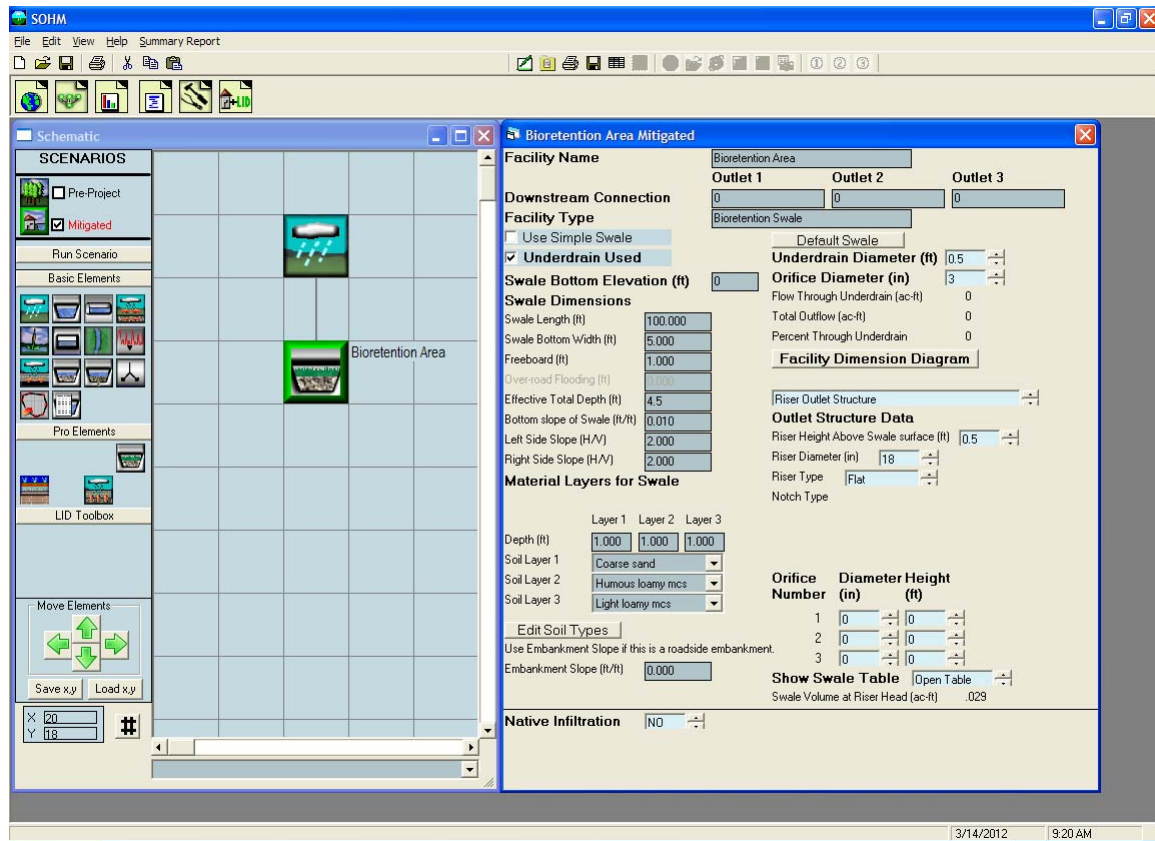 SOHM
File Edit View Help Summary Report
+LID
Schematic
SCENARIOS
Pre-Project
Mitigated
Run Scenario
Basic Elements
Pro Elements
LID Toolbox
Move Elements
Save x,y Load x,y
X 20
Y 18
#
Bioretention Area
Bioretention Area Mitigated
Facility Name Bioretention Area
Outlet 1 Outlet 2 Outlet 3
Downstream Connection 0 0 0
Facility Type Bioretention Swale
Use Simple Swale
Underdrain Used
Swale Bottom Elevation (ft) 0
Swale Dimensions
Swale Length (ft) 100.000
Swale Bottom Width (ft) 5.000
Freeboard (ft) 1.000
Over-road Flooding (ft) 0.000
Effective Total Depth (ft) 4.5
Bottom slope of Swale (ft/ft) 0.010
Left Side Slope (H/V) 2.000
Right Side Slope (H/V) 2.000
Material Layers for Swale
Layer 1 Layer 2 Layer 3
Depth (ft) 1.000 1.000 1.000
Soil Layer 1 Coarse sand
Soil Layer 2 Humous loamy mcs
Soil Layer 3 Light loamy mcs
Edit Soil Types
Use Embankment Slope if this is a roadside embankment.
Embankment Slope (ft/ft) 0.000
Native Infiltration NO
Default Swale
Underdrain Diameter (ft) 0.5
Orifice Diameter (in) 3
Flow Through Underdrain (ac-ft) 0
Total Outflow (ac-ft) 0
Percent Through Underdrain 0
Facility Dimension Diagram
Riser Outlet Structure
Outlet Structure Data
Riser Height Above Swale surface (ft) 0.5
Riser Diameter (in) 18
Riser Type Flat
Notch Type
Orifice Diameter Height
Number (in) (ft)
1 0 0
2 0 0
3 0 0
Show Swale Table Open Table
Swale Volume at Riser Head (ac-ft) .029
3/14/2012 9:20 AM